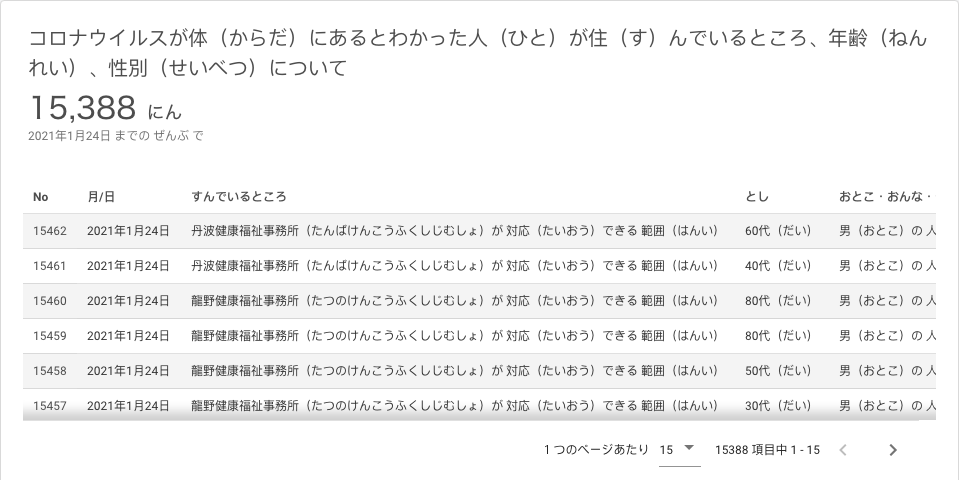 コロナウイルスが体（からだ）にあるとわかった人（ひと）が住（す）んでいるところ、年齢（ねん
れい）、性別（せいべつ）について
15,388 にん
2021年1月24日 までの ぜんぶ で
No 月/日 すんでいるところ とし おとこ・おんな・
15462 2021年1月24日 丹波健康福祉事務所（たんばけんこうふくしじむしょ）が 対応（たいおう）できる 範囲（はんい） 60代（だい） 男（おとこ）の 人
15461 2021年1月24日 丹波健康福祉事務所（たんばけんこうふくしじむしょ）が 対応（たいおう）できる 範囲（はんい） 40代（だい） 男（おとこ）の 人
15460 2021年1月24日 龍野健康福祉事務所（たつのけんこうふくしじむしょ）が 対応（たいおう）できる 範囲（はんい） 80代（だい） 男（おとこ）の 人
15459 2021年1月24日 龍野健康福祉事務所（たつのけんこうふくしじむしょ）が 対応（たいおう）できる 範囲（はんい） 80代（だい） 男（おとこ）の 人
15458 2021年1月24日 龍野健康福祉事務所（たつのけんこうふくしじむしょ）が 対応（たいおう）できる 範囲（はんい） 50代（だい） 男（おとこ）の 人
15457 2021年1月24日 龍野健康福祉事務所（たつのけんこうふくしじむしょ）が 対応（たいおう）できる 範囲（はんい） 30代（だい） 男（おとこ）の 人
1 つのページあたり 15 15388 項目中 1 - 15